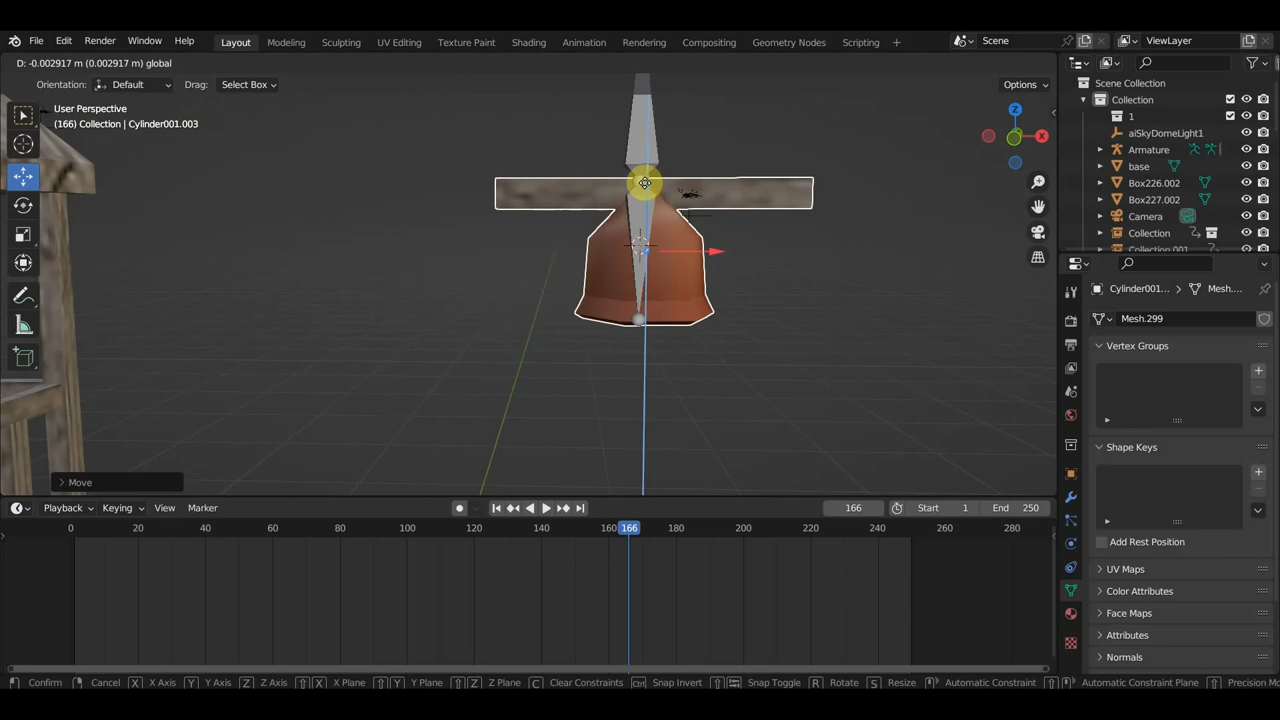 File Edit Render Window Help Layout Modeling Sculpting UV Editing Texture Paint Shading Animation Rendering Compositing Geometry Nodes Scripting + Scene ViewLayer
D: -0.002917 m (0.002917 m) global
Orientation: Default Drag: Select Box Options
User Perspective
(166) Collection | Cylinder001.003
Z
X
Move
Scene Collection
Collection
1
aiSkyDomeLight1
Armature
base
Box226.002
Box227.002
Camera
Collection
Collection 001
Cylinder001... Mesh....
Mesh.299
Vertex Groups
Shape Keys
Add Rest Position
UV Maps
Color Attributes
Face Maps
Attributes
Normals
Playback Keying View Marker 166 Start 1 End 250
0 20 40 60 80 100 120 140 160 166 180 200 220 240 260 280
Confirm Cancel X X Axis Y Y Axis Z Z Axis X X Plane Y Y Plane Z Z Plane C Clear Constraints Ctrl Snap Invert Snap Toggle R Rotate S Resize Automatic Constraint Automatic Constraint Plane Precision Mo